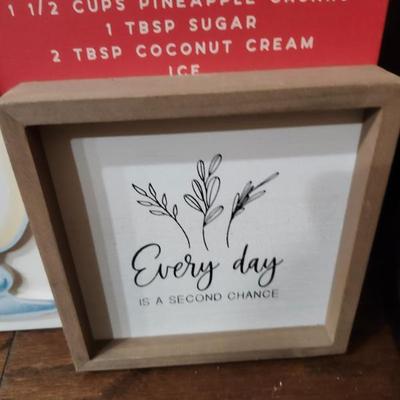 1 1/2 CUPS PINEAPPLE
1 TBSP SUGAR
2 TBSP COCONUT CREAM
ICE
Every day
IS A SECOND CHANCE